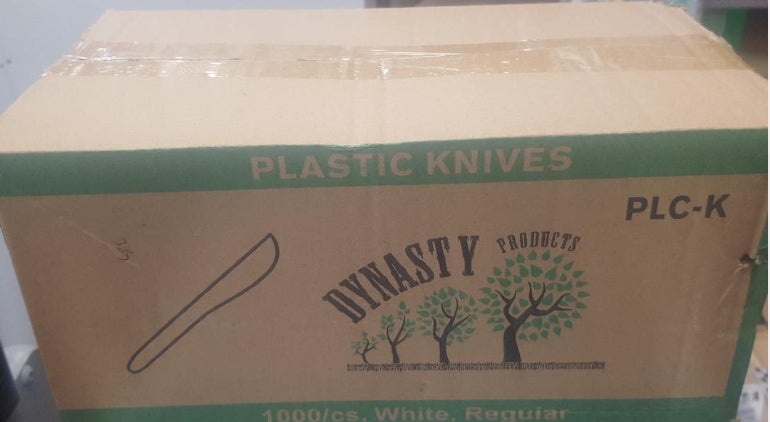 PLASTIC KNIVES
PLC-K
DYNASTY PRODUCTS
1000/cs, White, Regular